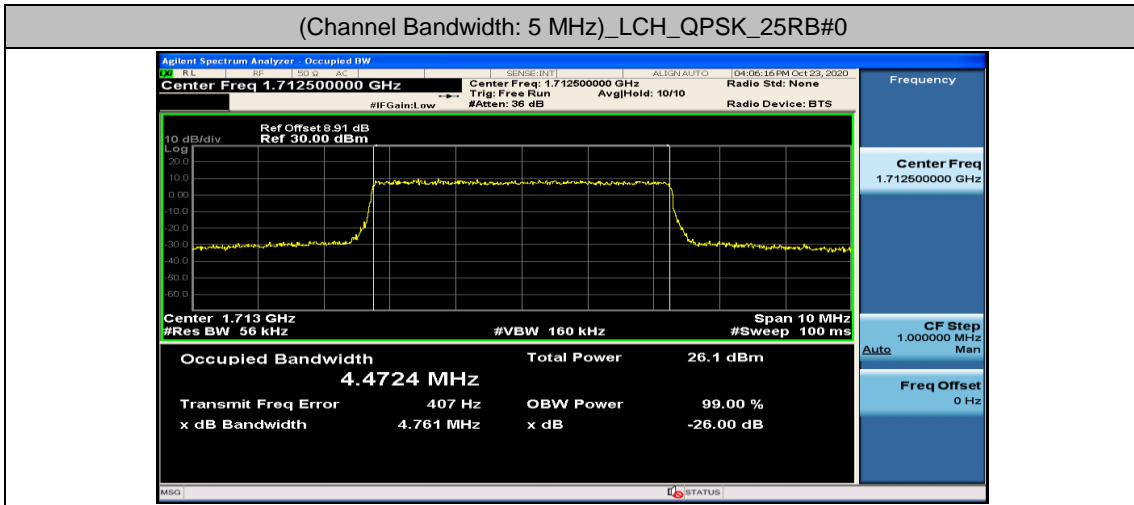 (Channel Bandwidth: 5 MHz)_LCH_QPSK_25RB#0
Agilent Spectrum Analyzer - Occupied BW
LXI RL RF 50 Ω AC SENSE:INT ALIGN AUTO 04:06:16 PM Oct 23, 2020
Center Freq 1.712500000 GHz
Center Freq: 1.712500000 GHz
Radio Std: None
Trig: Free Run Avg|Hold: 10/10
#IFGain:Low #Atten: 36 dB Radio Device: BTS
Ref Offset 8.91 dB
10 dB/div Ref 30.00 dBm
Log
20.0
10.0
0.00
-10.0
-20.0
-30.0
-40.0
-50.0
-60.0
Center 1.713 GHz Span 10 MHz
#Res BW 56 kHz #VBW 160 kHz #Sweep 100 ms
Occupied Bandwidth Total Power 26.1 dBm
4.4724 MHz
Transmit Freq Error 407 Hz OBW Power 99.00 %
x dB Bandwidth 4.761 MHz x dB -26.00 dB
Frequency
Center Freq
1.712500000 GHz
CF Step
1.000000 MHz
Auto Man
Freq Offset
0 Hz
MSG STATUS